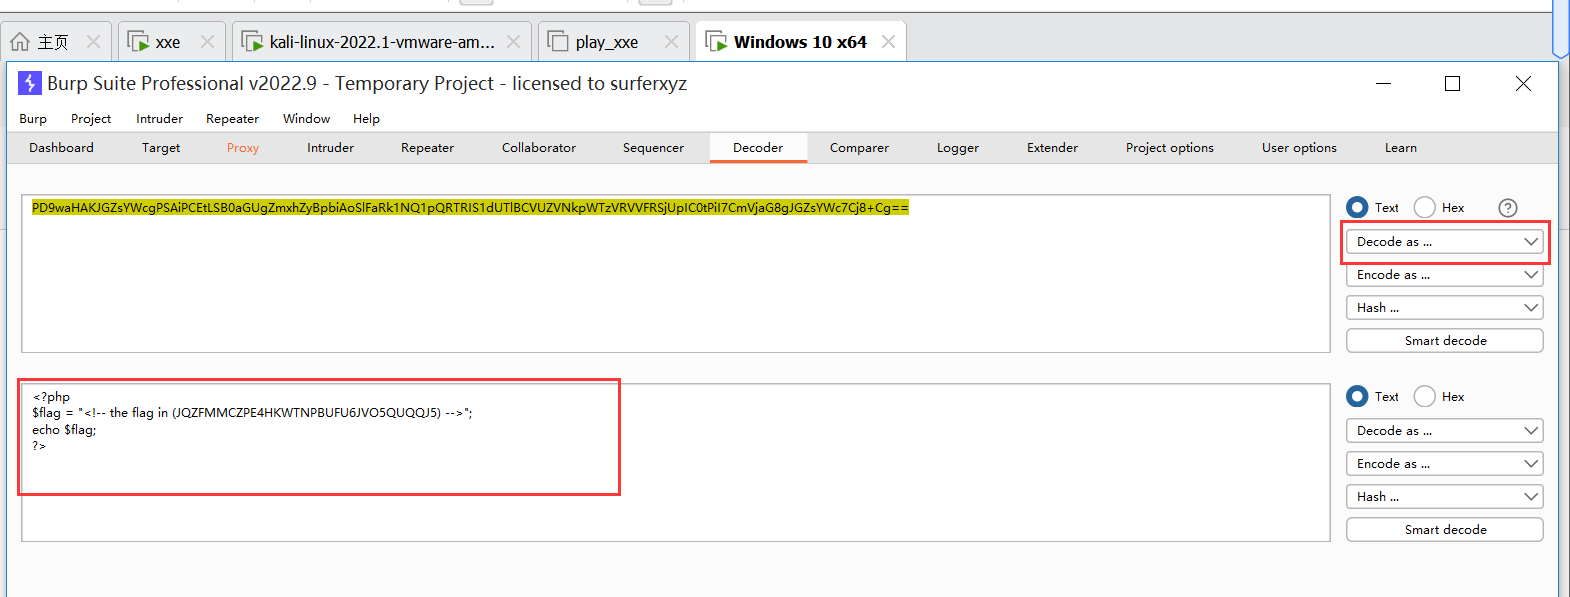 主页
xxe
kali-linux-2022.1-vmware-am...
play_xxe
Windows 10 x64
Burp Suite Professional v2022.9 - Temporary Project - licensed to surferxyz
Burp Project Intruder Repeater Window Help
Dashboard Target Proxy Intruder Repeater Collaborator Sequencer Decoder Comparer Logger Extender Project options User options Learn
PD9waHAKJGZsYWcgPSAiPCEtLSB0aGUgZmxhZyBpbiAoSlFaRk1NQ1pQRTRIS1dUTlBCVUZVNkpWTzVRVVFRSjUpIC0tPiI7CmVjaG8gJGZsYWc7Cj8+Cg==
Text Hex ?
Decode as ...
Encode as ...
Hash ...
Smart decode
<?php
$flag = "<!-- the flag in (JQZFMMCZPE4HKWTNPBUFU6JVO5QUQQJ5) -->";
echo $flag;
?>
Text Hex
Decode as ...
Encode as ...
Hash ...
Smart decode